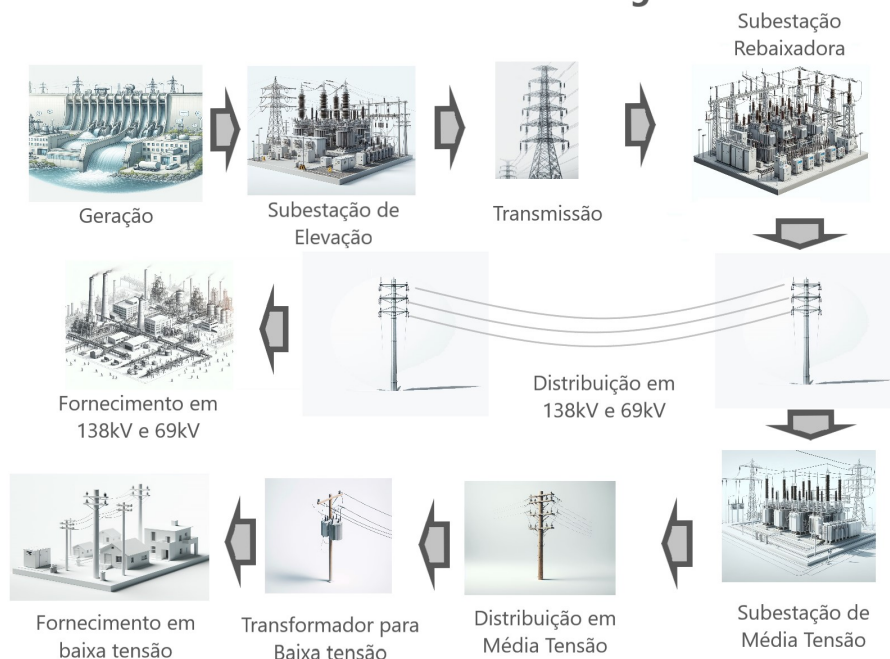 Subestação
Rebaixadora
Geração
Subestação de
Elevação
Transmissão
Distribuição em
138kV e 69kV
Fornecimento em
138kV e 69kV
Fornecimento em
baixa tensão
Transformador para
Baixa tensão
Distribuição em
Média Tensão
Subestação de
Média Tensão